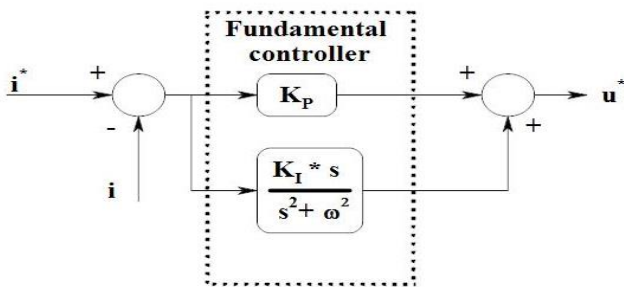 Fundamental
controller
i*
+
-
i
K_P
K_I * s
s² + ω²
+
+
u*